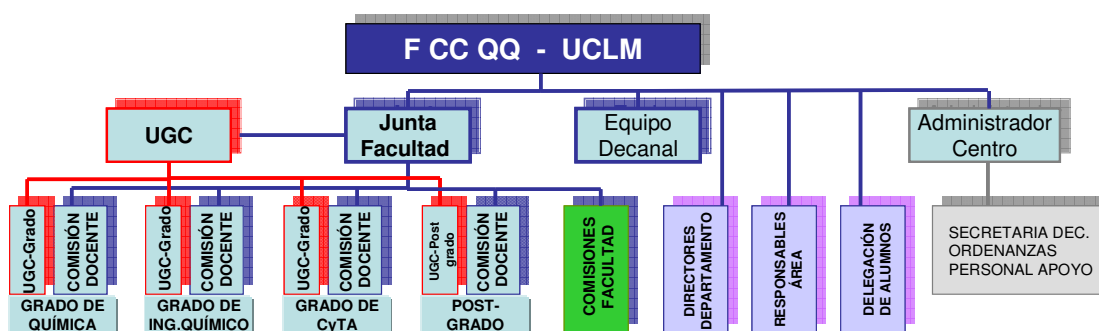 F CC QQ - UCLM
UGC
Junta
Facultad
Equipo
Decanal
Administrador
Centro
UGC-Grado
COMISIÓN
DOCENTE
UGC-Grado
COMISIÓN
DOCENTE
UGC-Grado
COMISIÓN
DOCENTE
UGC-Post
grado
COMISIÓN
DOCENTE
COMISIONES
FACULTAD
DIRECTORES
DEPARTAMENTO
RESPONSABLES
ÁREA
DELEGACIÓN
DE ALUMNOS
SECRETARIA DEC.
ORDENANZAS
PERSONAL APOYO
GRADO DE
QUÍMICA
GRADO DE
ING.QUÍMICO
GRADO DE
CyTA
POST-
GRADO